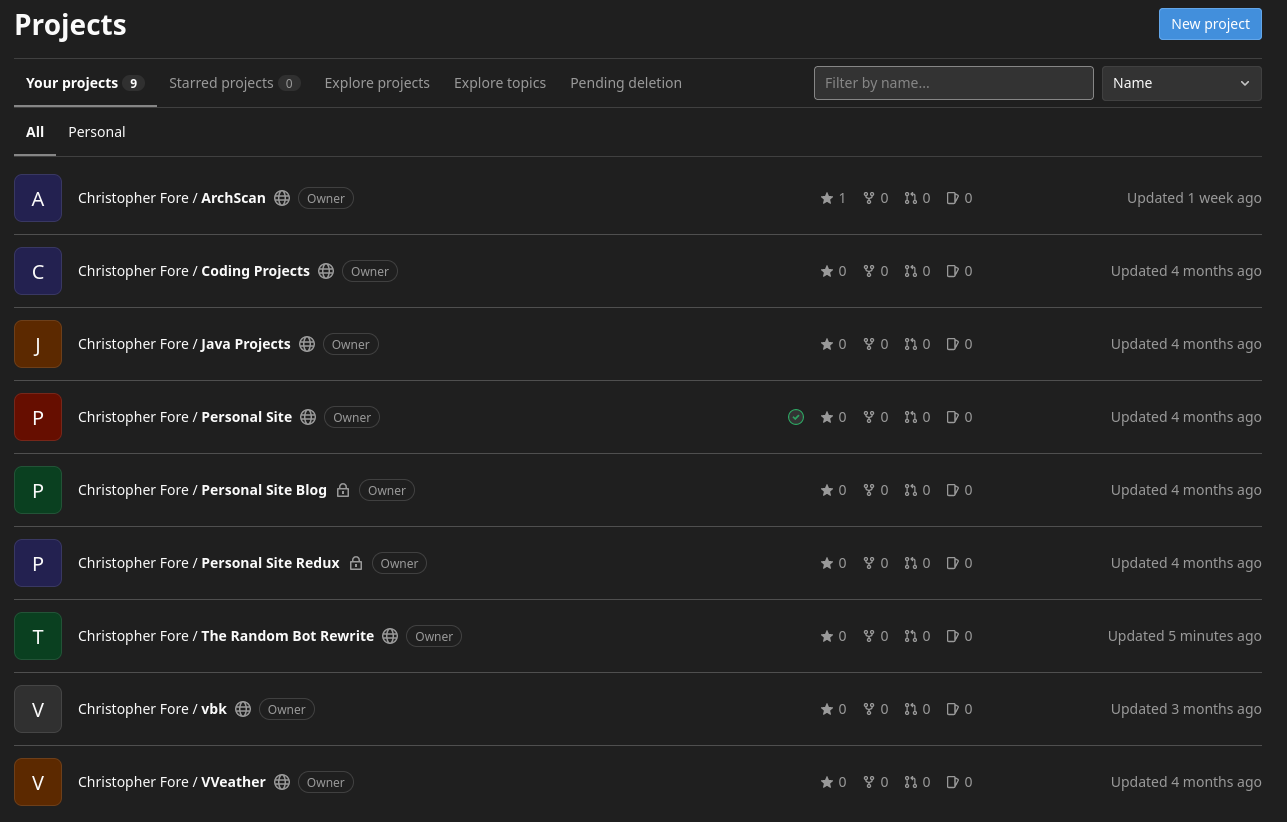 Projects
New project
Your projects 9 Starred projects 0 Explore projects Explore topics Pending deletion Filter by name... Name
All Personal
A Christopher Fore / ArchScan Owner 1 0 0 0 Updated 1 week ago
C Christopher Fore / Coding Projects Owner 0 0 0 0 Updated 4 months ago
J Christopher Fore / Java Projects Owner 0 0 0 0 Updated 4 months ago
P Christopher Fore / Personal Site Owner 0 0 0 0 Updated 4 months ago
P Christopher Fore / Personal Site Blog Owner 0 0 0 0 Updated 4 months ago
P Christopher Fore / Personal Site Redux Owner 0 0 0 0 Updated 4 months ago
T Christopher Fore / The Random Bot Rewrite Owner 0 0 0 0 Updated 5 minutes ago
V Christopher Fore / vbk Owner 0 0 0 0 Updated 3 months ago
V Christopher Fore / VVeather Owner 0 0 0 0 Updated 4 months ago